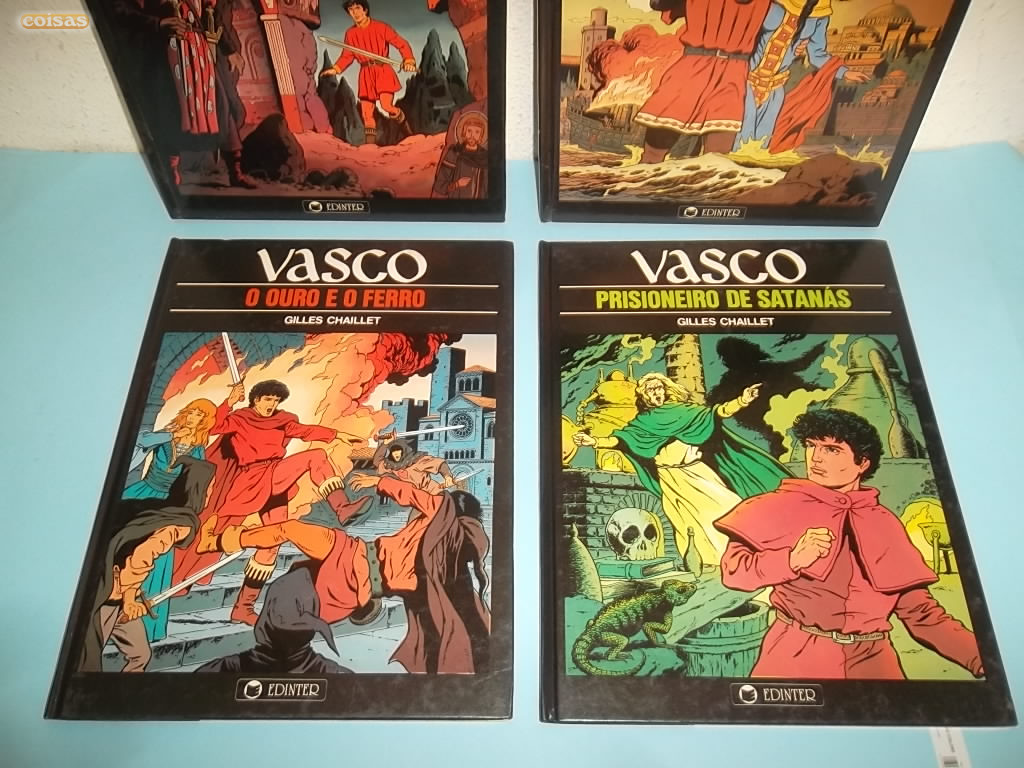 coisas
EDINTER
EDINTER
VASCO
O OURO E O FERRO
GILLES CHAILLET
EDINTER
VASCO
PRISIONEIRO DE SATANÁS
GILLES CHAILLET
EDINTER